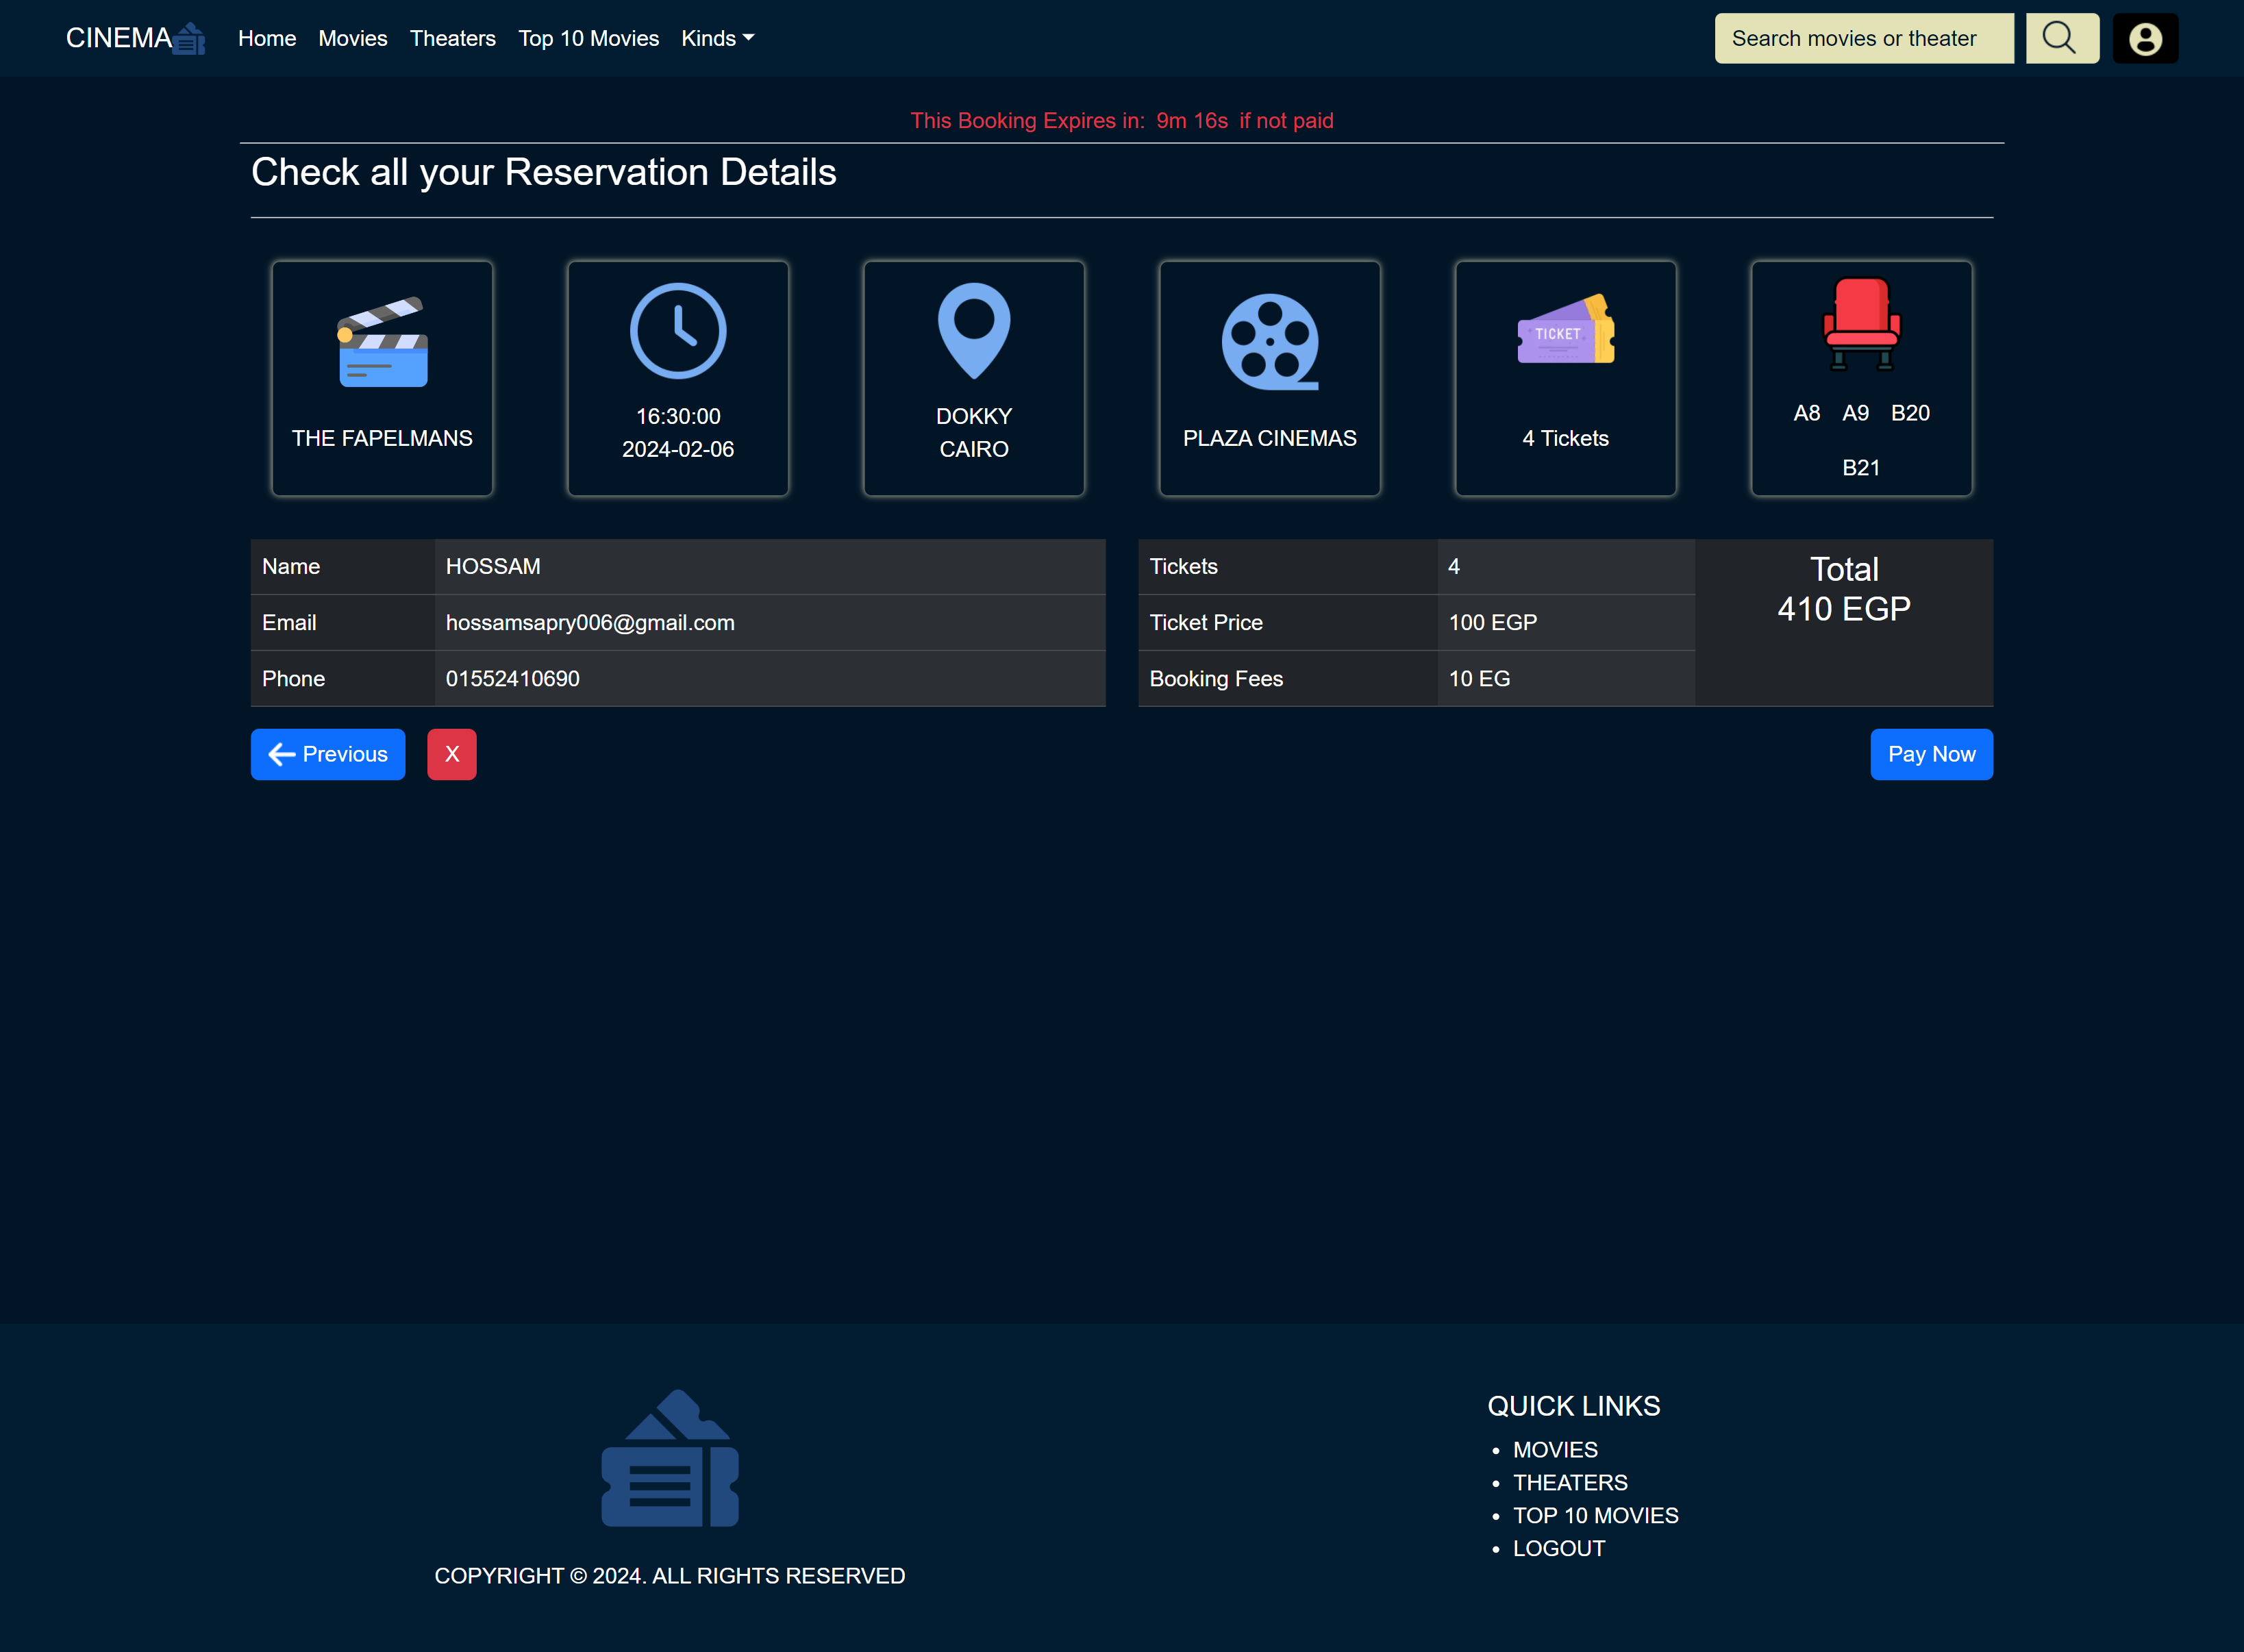 CINEMA Home Movies Theaters Top 10 Movies Kinds Search movies or theater
This Booking Expires in: 9m 16s if not paid
Check all your Reservation Details
TICKET
THE FAPELMANS
16:30:00
2024-02-06
DOKKY
CAIRO
PLAZA CINEMAS
4 Tickets
A8 A9 B20
B21
Name HOSSAM
Email hossamsapry006@gmail.com
Phone 01552410690
Tickets 4
Ticket Price 100 EGP
Booking Fees 10 EG
Total
410 EGP
Previous X Pay Now
COPYRIGHT © 2024. ALL RIGHTS RESERVED
QUICK LINKS
MOVIES
THEATERS
TOP 10 MOVIES
LOGOUT